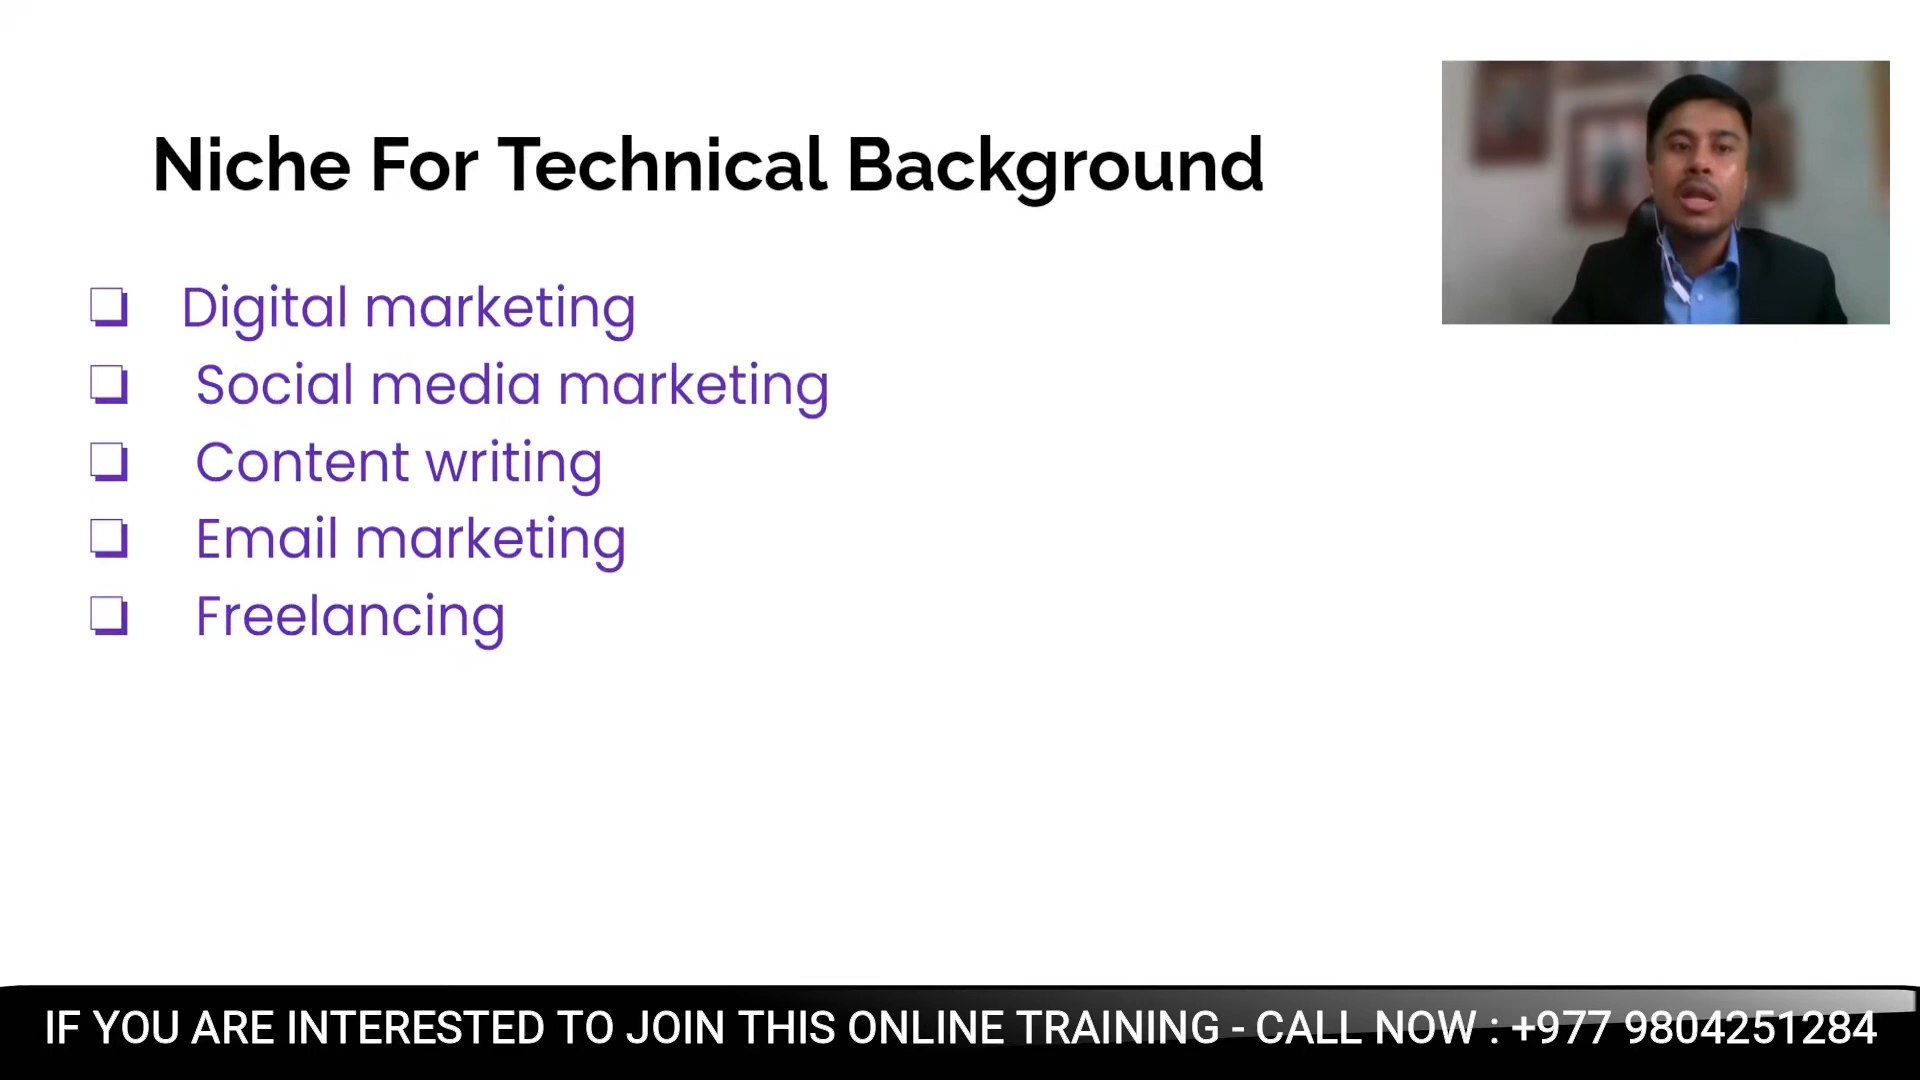 Niche For Technical Background
❏ Digital marketing
❏ Social media marketing
❏ Content writing
❏ Email marketing
❏ Freelancing
IF YOU ARE INTERESTED TO JOIN THIS ONLINE TRAINING - CALL NOW : +977 9804251284